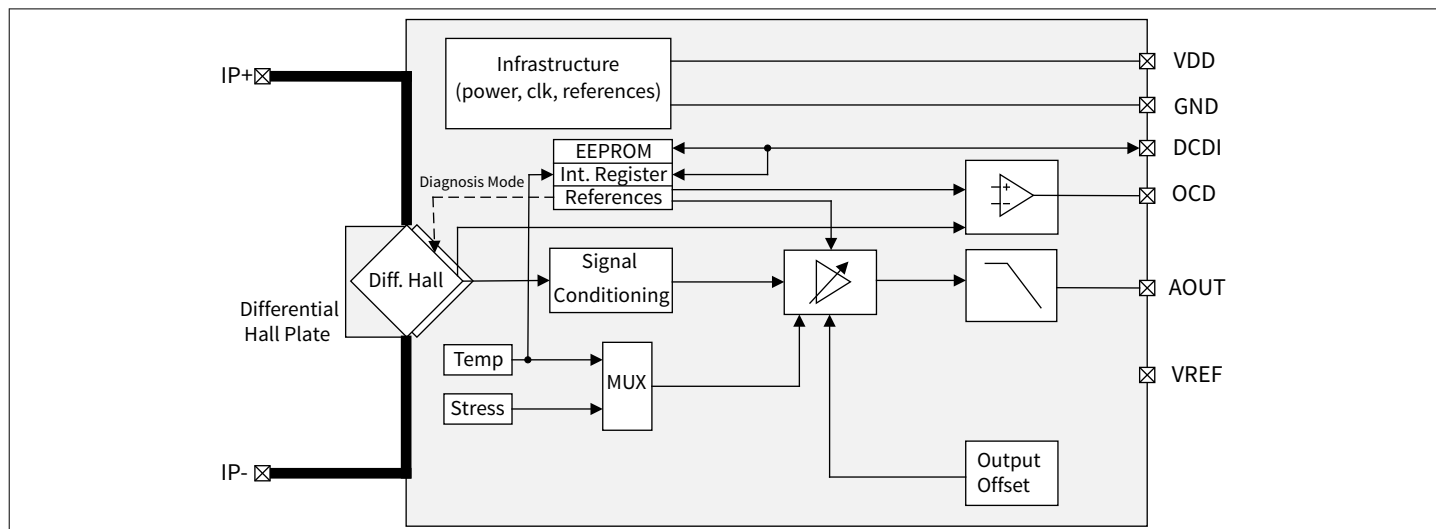 IP+
Infrastructure
(power, clk, references)
VDD
GND
EEPROM
DCDI
Int. Register
Diagnosis Mode
References
OCD
+
Diff. Hall
Signal
Conditioning
AOUT
Differential
Hall Plate
Temp
MUX
VREF
Stress
IP-
Output
Offset